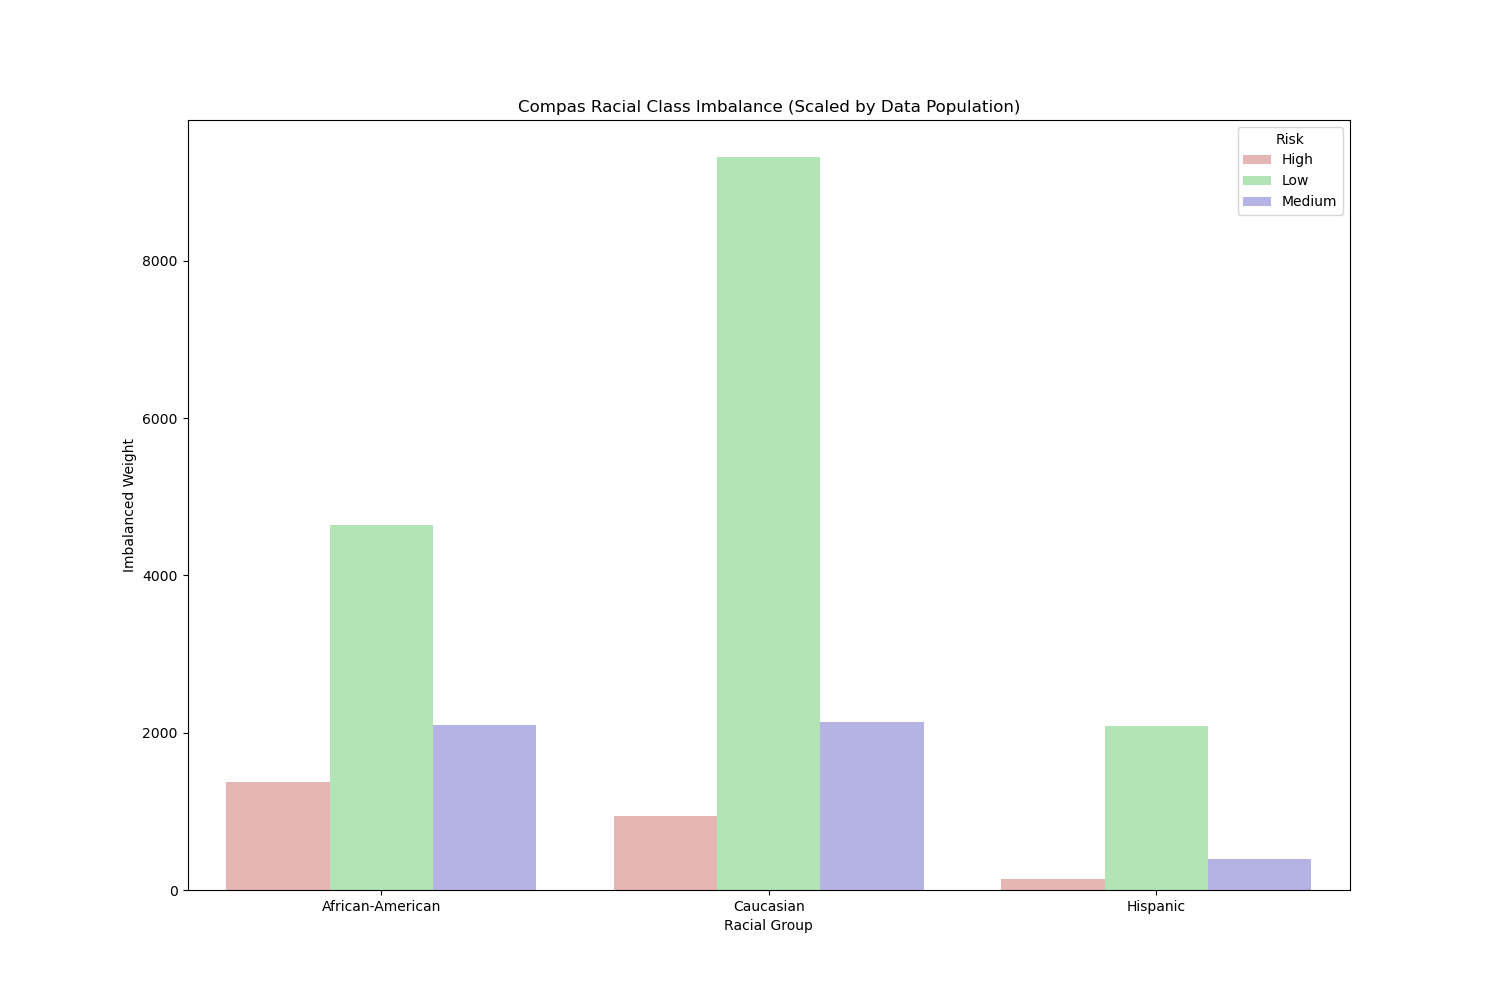 Compas Racial Class Imbalance (Scaled by Data Population)
Risk
High
Low
Medium
8000
6000
4000
2000
0
Imbalanced Weight
African-American
Caucasian
Hispanic
Racial Group